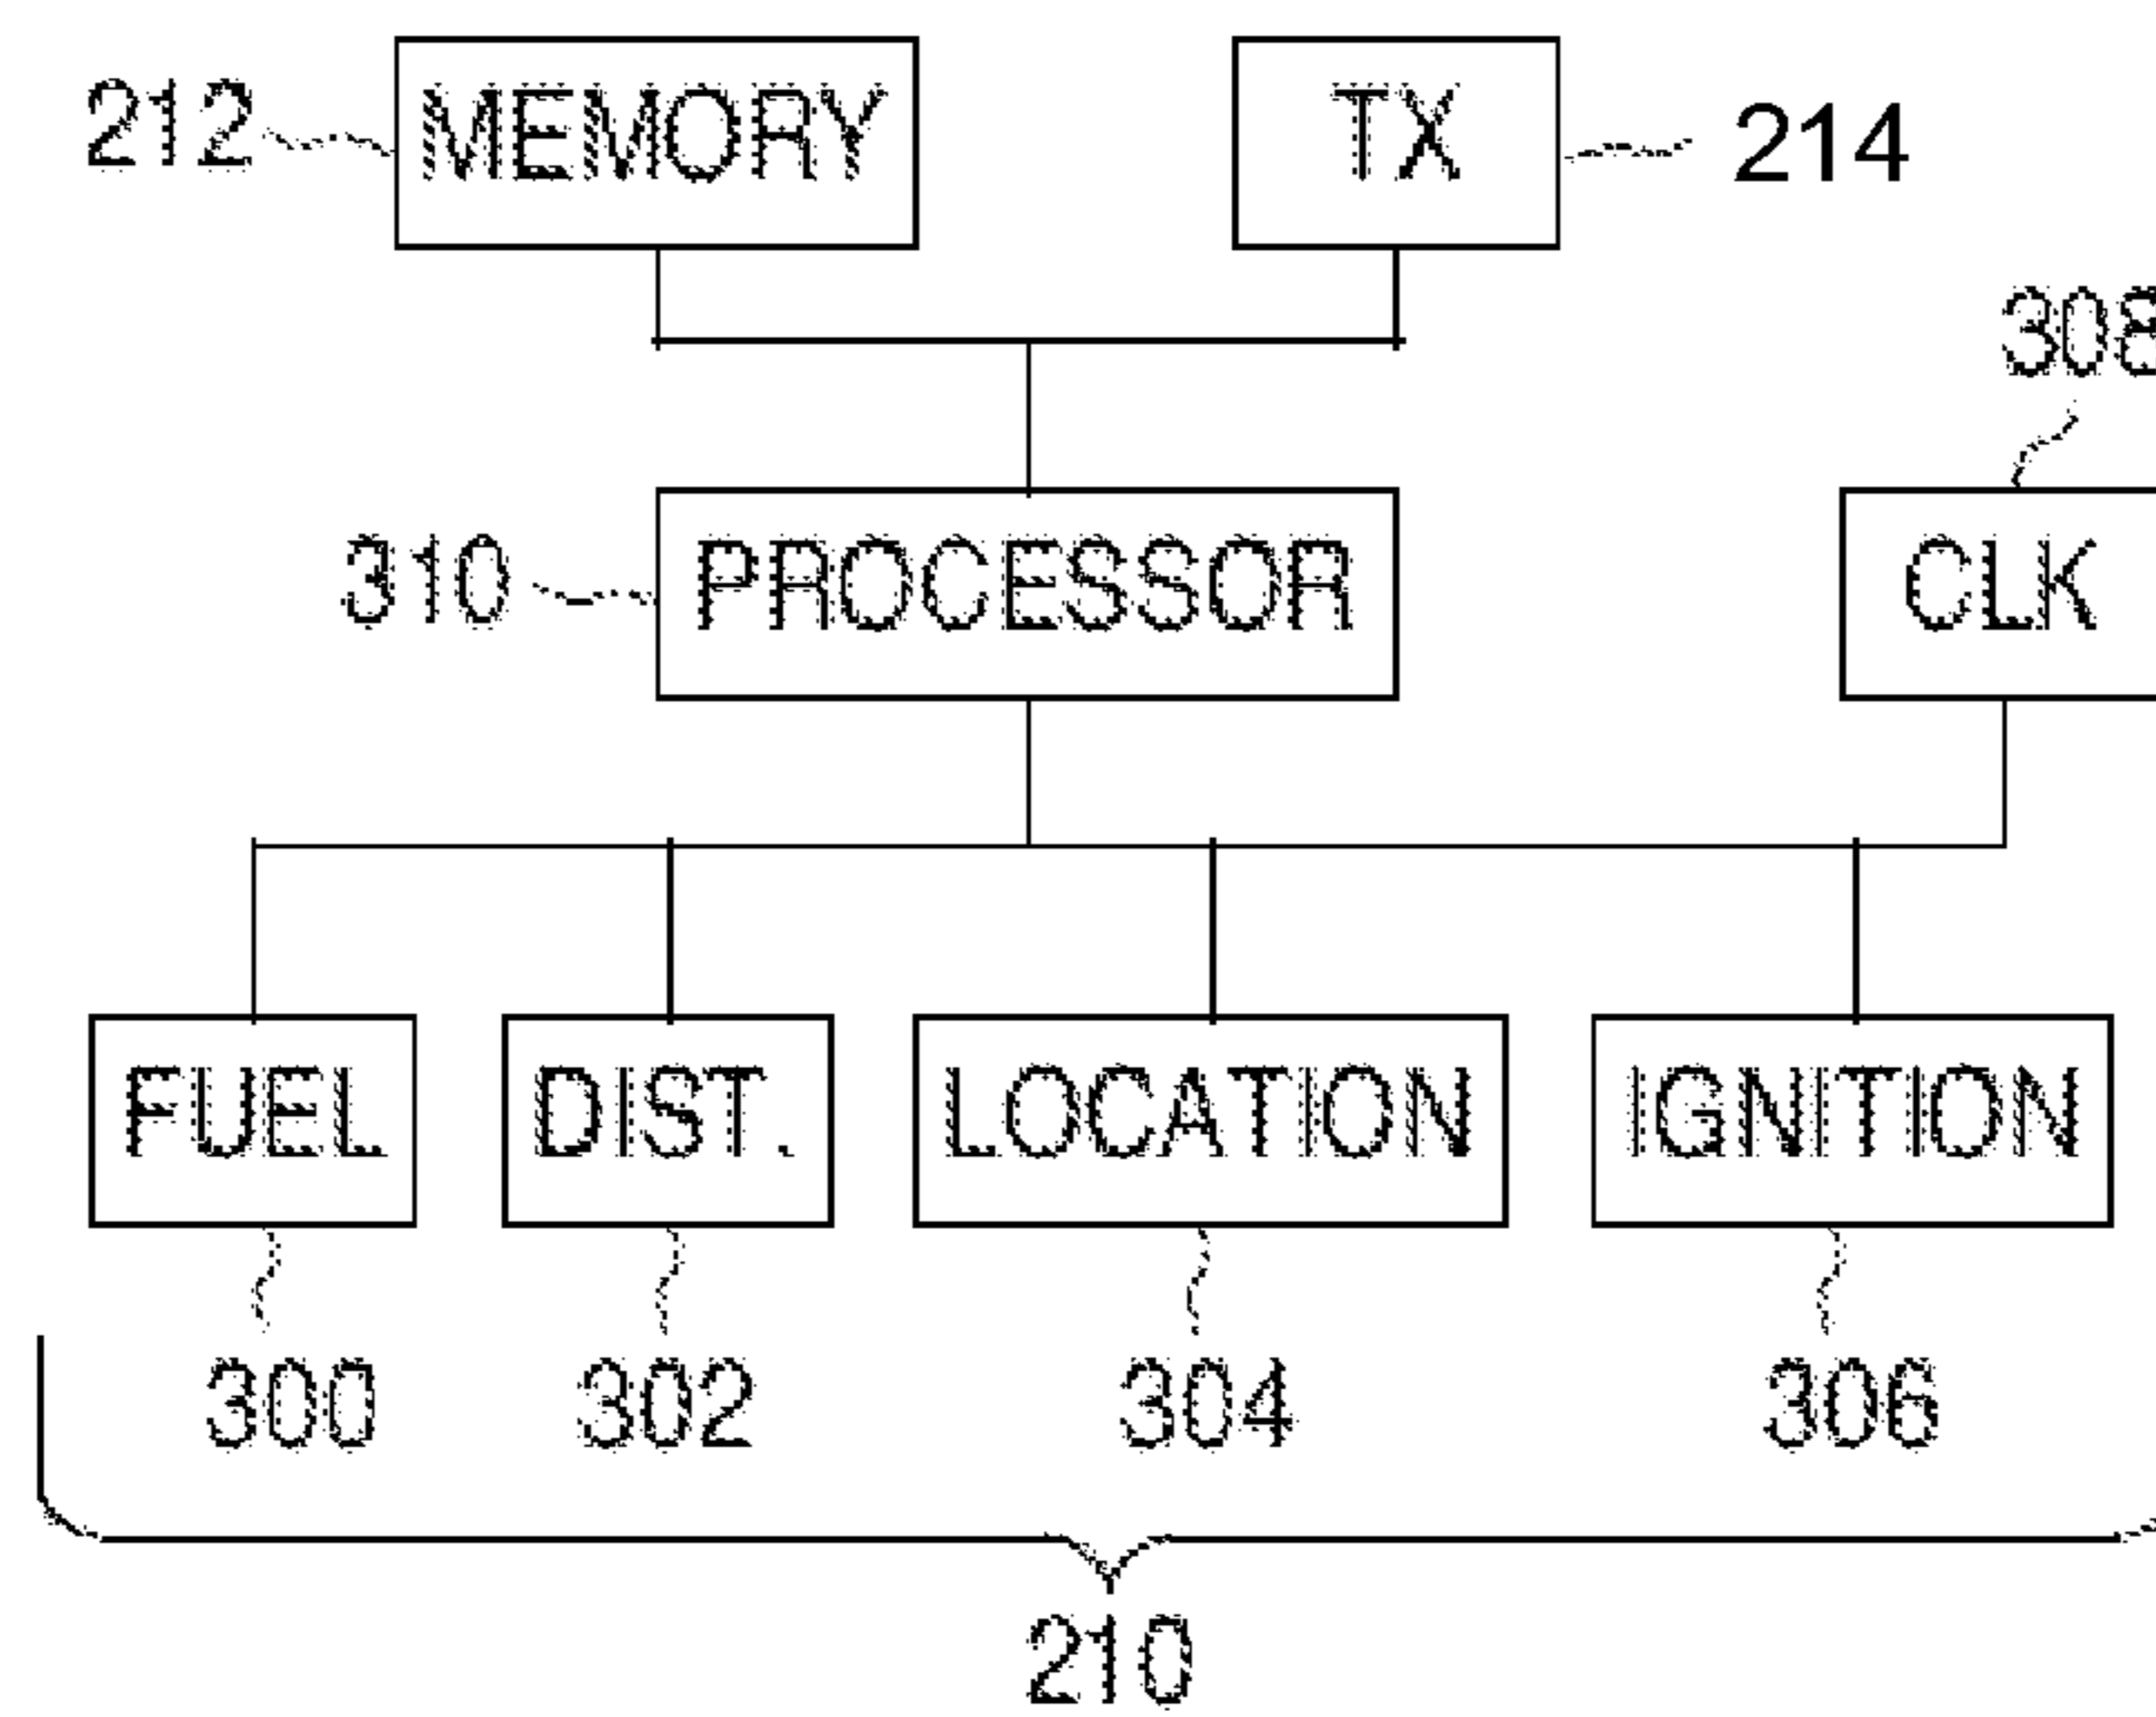 212 MEMORY TX 214
308
310 PROCESSOR CLK
FUEL DIST. LOCATION IGNITION
300 302 304 306
210